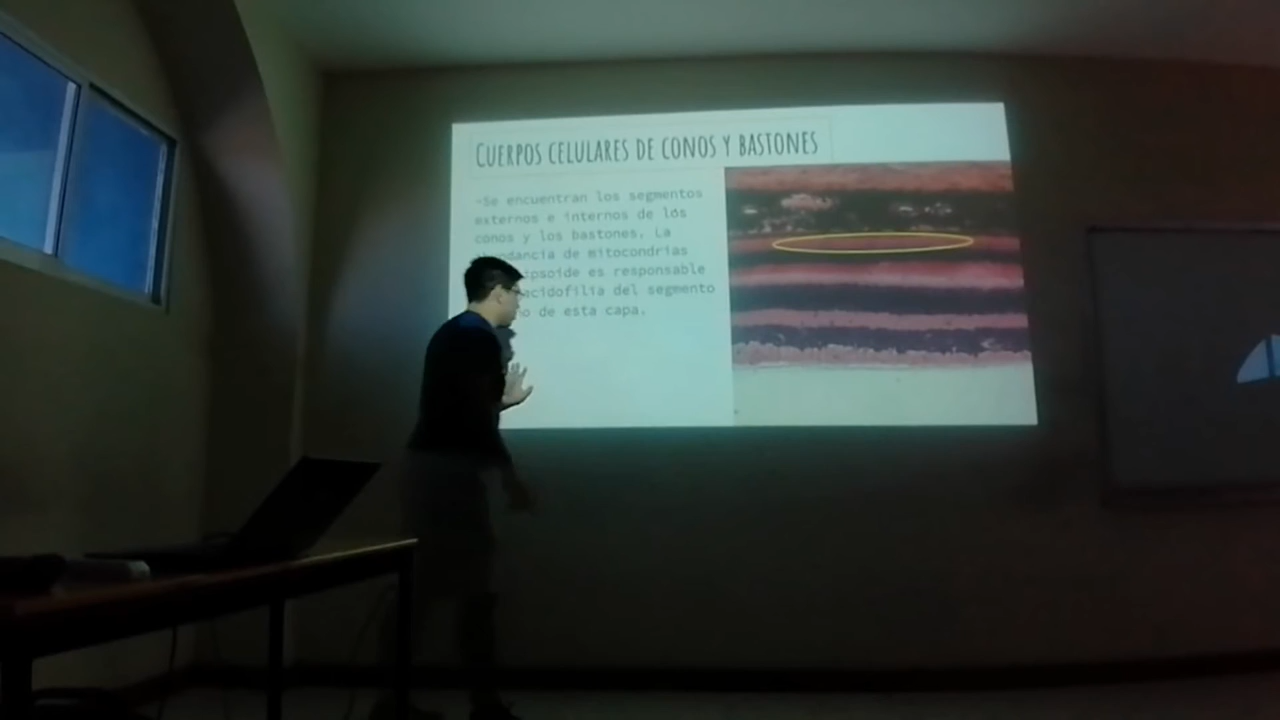 CUERPOS CELULARES DE CONOS Y BASTONES
-Se encuentran los segmentos
externos e internos de los
conos y los bastones. La
de mitocondrias
es responsable
del segmento
de esta capa.